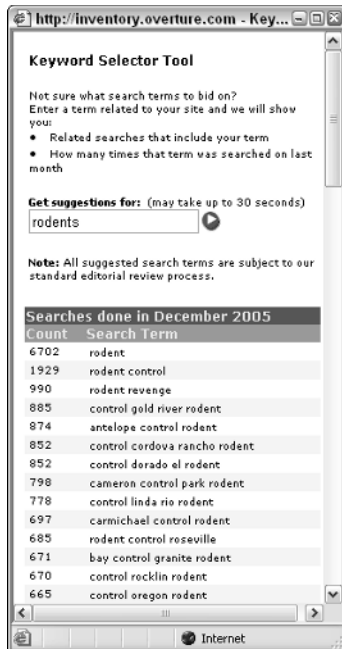 http://inventory.overture.com - Key...
Keyword Selector Tool
Not sure what search terms to bid on?
Enter a term related to your site and we will show
you:
• Related searches that include your term
• How many times that term was searched on last
month
Get suggestions for: (may take up to 30 seconds)
rodents
Note: All suggested search terms are subject to our
standard editorial review process.
Searches done in December 2005
Count Search Term
6702 rodent
1929 rodent control
990 rodent revenge
885 control gold river rodent
874 antelope control rodent
852 control cordova rancho rodent
852 control dorado el rodent
798 cameron control park rodent
778 control linda rio rodent
697 carmichael control rodent
685 rodent control roseville
671 bay control granite rodent
670 control rocklin rodent
665 control oregon rodent
Internet